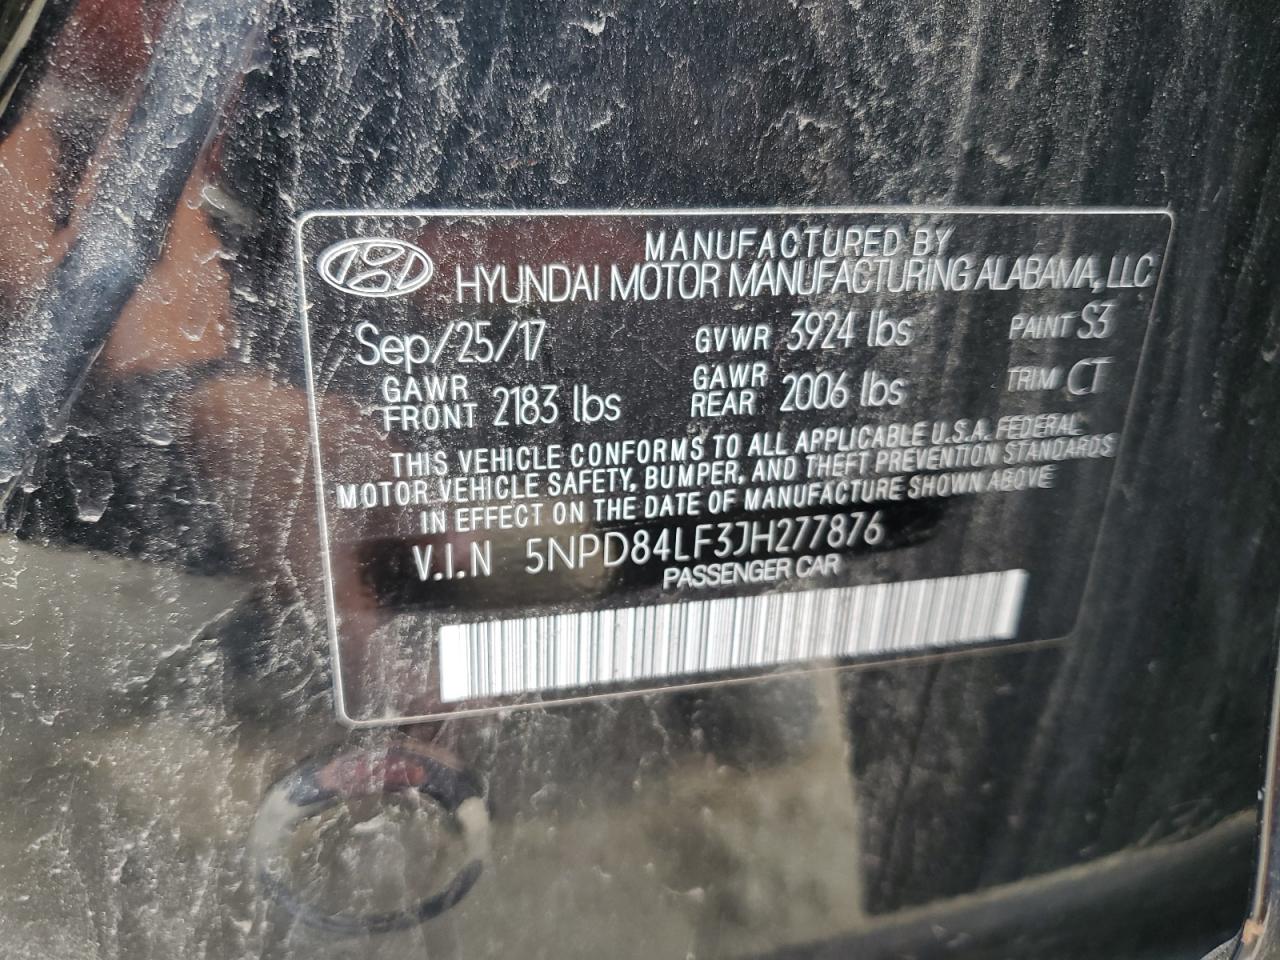 MANUFACTURED BY
HYUNDAI MOTOR MANUFACTURING ALABAMA, LLC
Sep/25/17 GVWR 3924 lbs PAINT S3
GAWR FRONT 2183 lbs GAWR REAR 2006 lbs TRIM CT
THIS VEHICLE CONFORMS TO ALL APPLICABLE U.S.A. FEDERAL
MOTOR VEHICLE SAFETY, BUMPER, AND THEFT PREVENTION STANDARDS
IN EFFECT ON THE DATE OF MANUFACTURE SHOWN ABOVE
V.I.N 5NPD84LF3JH277876
PASSENGER CAR